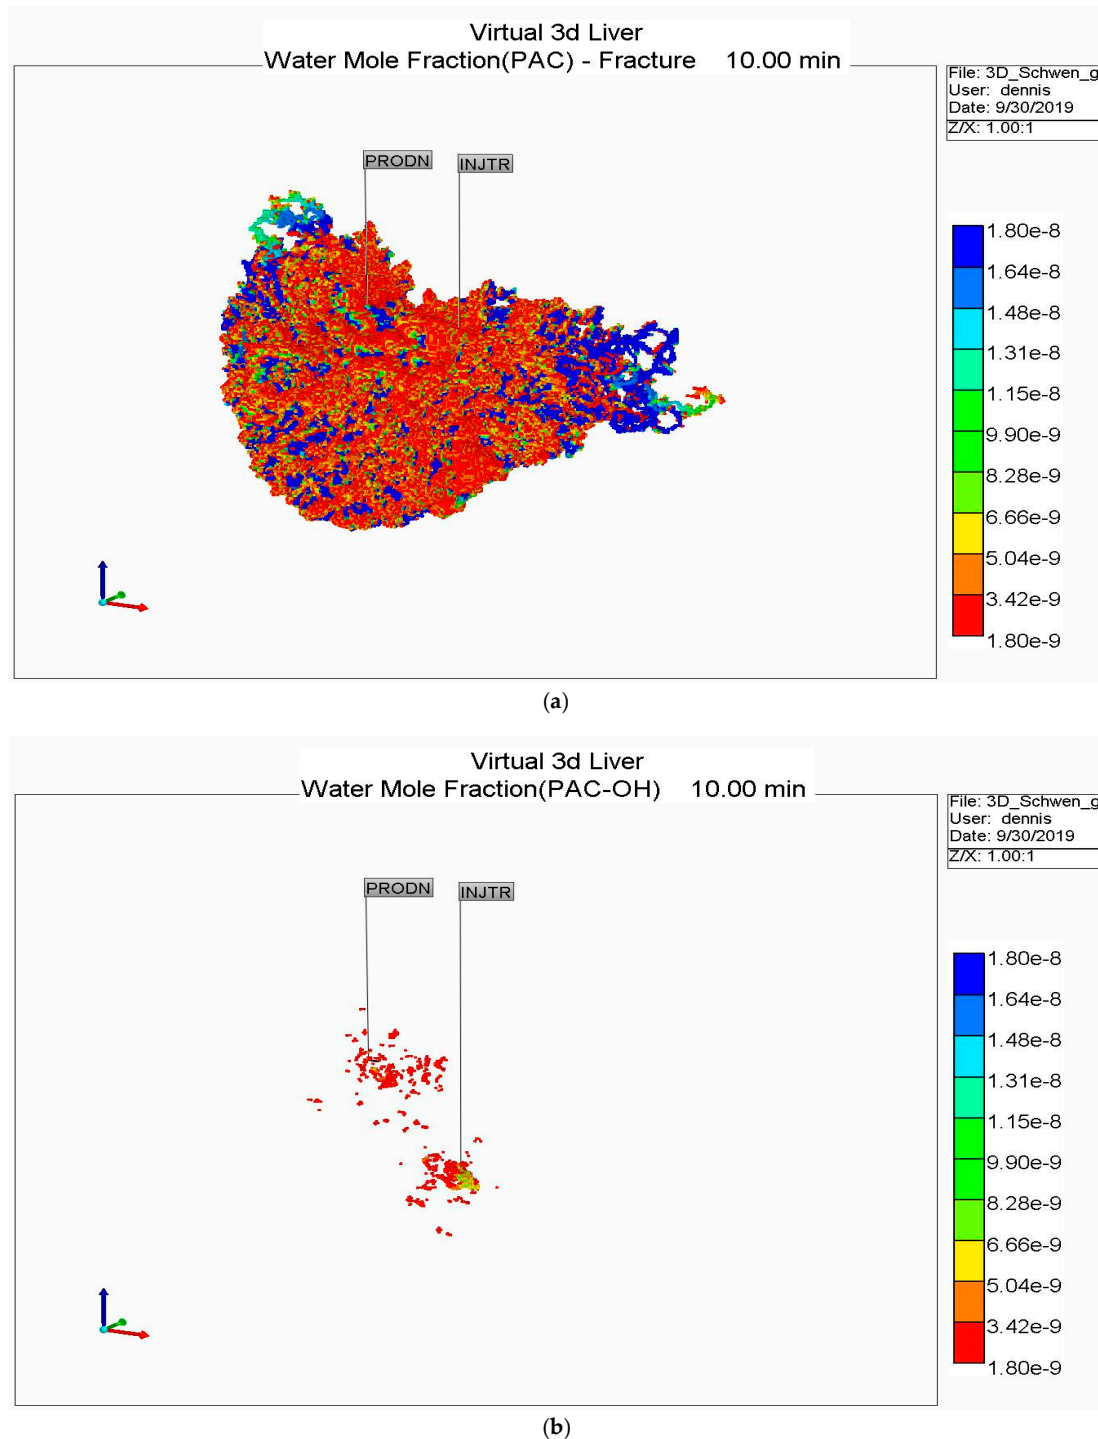 Virtual 3d Liver
Water Mole Fraction(PAC) - Fracture 10.00 min
File: 3D_Schwen_g
User: dennis
Date: 9/30/2019
Z/X: 1.00:1
PRODN
INJTR
1.80e-8
1.64e-8
1.48e-8
1.31e-8
1.15e-8
9.90e-9
8.28e-9
6.66e-9
5.04e-9
3.42e-9
1.80e-9
(a)
Virtual 3d Liver
Water Mole Fraction(PAC-OH) 10.00 min
File: 3D_Schwen_g
User: dennis
Date: 9/30/2019
Z/X: 1.00:1
PRODN
INJTR
1.80e-8
1.64e-8
1.48e-8
1.31e-8
1.15e-8
9.90e-9
8.28e-9
6.66e-9
5.04e-9
3.42e-9
1.80e-9
(b)